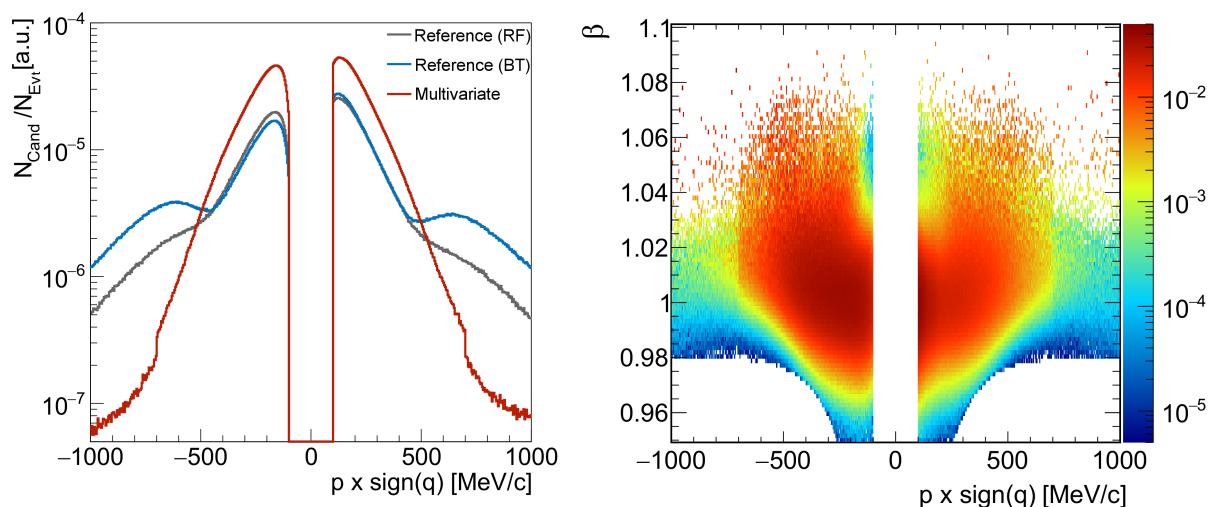 N_Cand /N_Evt[a.u.]
10⁻⁴
10⁻⁵
10⁻⁶
10⁻⁷
Reference (RF)
Reference (BT)
Multivariate
−1000 −500 0 500 1000
p x sign(q) [MeV/c]
β
1.1
1.08
1.06
1.04
1.02
1
0.98
0.96
−1000 −500 0 500 1000
p x sign(q) [MeV/c]
10⁻²
10⁻³
10⁻⁴
10⁻⁵